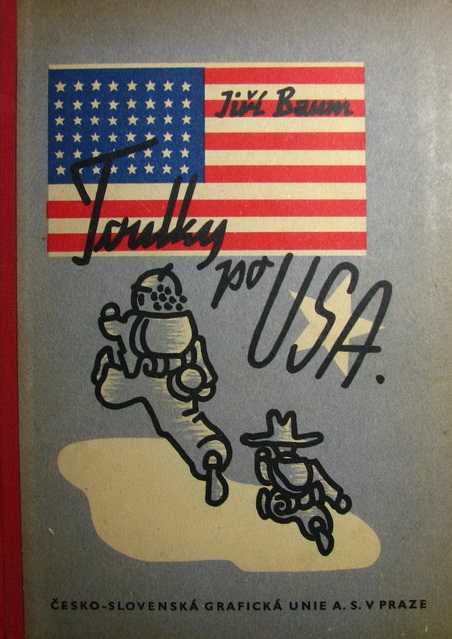 Jiří Baum
Toulky
po
USA.
ČESKO-SLOVENSKÁ GRAFICKÁ UNIE A. S. V PRAZE